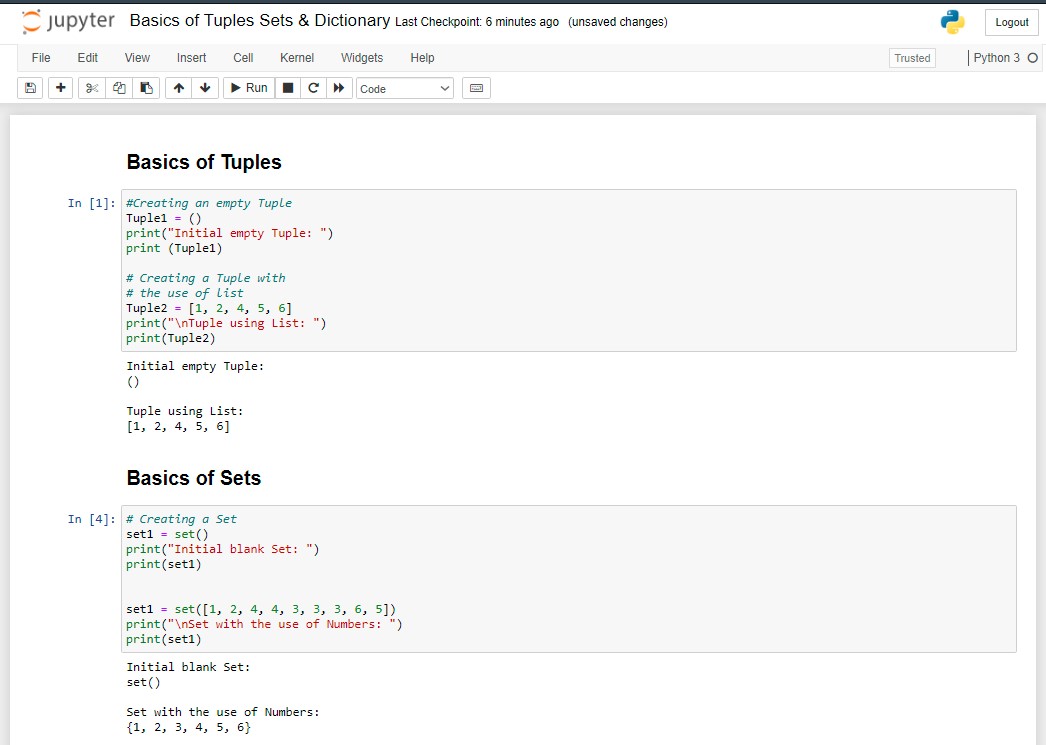 jupyter Basics of Tuples Sets & Dictionary Last Checkpoint: 6 minutes ago (unsaved changes) Logout
File Edit View Insert Cell Kernel Widgets Help Trusted Python 3
Run Code
Basics of Tuples
In [1]: #Creating an empty Tuple
Tuple1 = ()
print("Initial empty Tuple: ")
print (Tuple1)
# Creating a Tuple with
# the use of list
Tuple2 = [1, 2, 4, 5, 6]
print("\nTuple using List: ")
print(Tuple2)
Initial empty Tuple:
()
Tuple using List:
[1, 2, 4, 5, 6]
Basics of Sets
In [4]: # Creating a Set
set1 = set()
print("Initial blank Set: ")
print(set1)
set1 = set([1, 2, 4, 4, 3, 3, 3, 6, 5])
print("\nSet with the use of Numbers: ")
print(set1)
Initial blank Set:
set()
Set with the use of Numbers:
{1, 2, 3, 4, 5, 6}